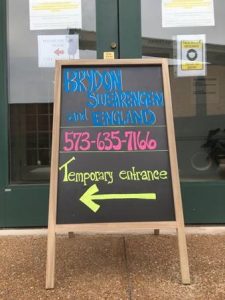 BRYDON
SWEARENGEN
and ENGLAND
573-635-7166
Temporary entrance